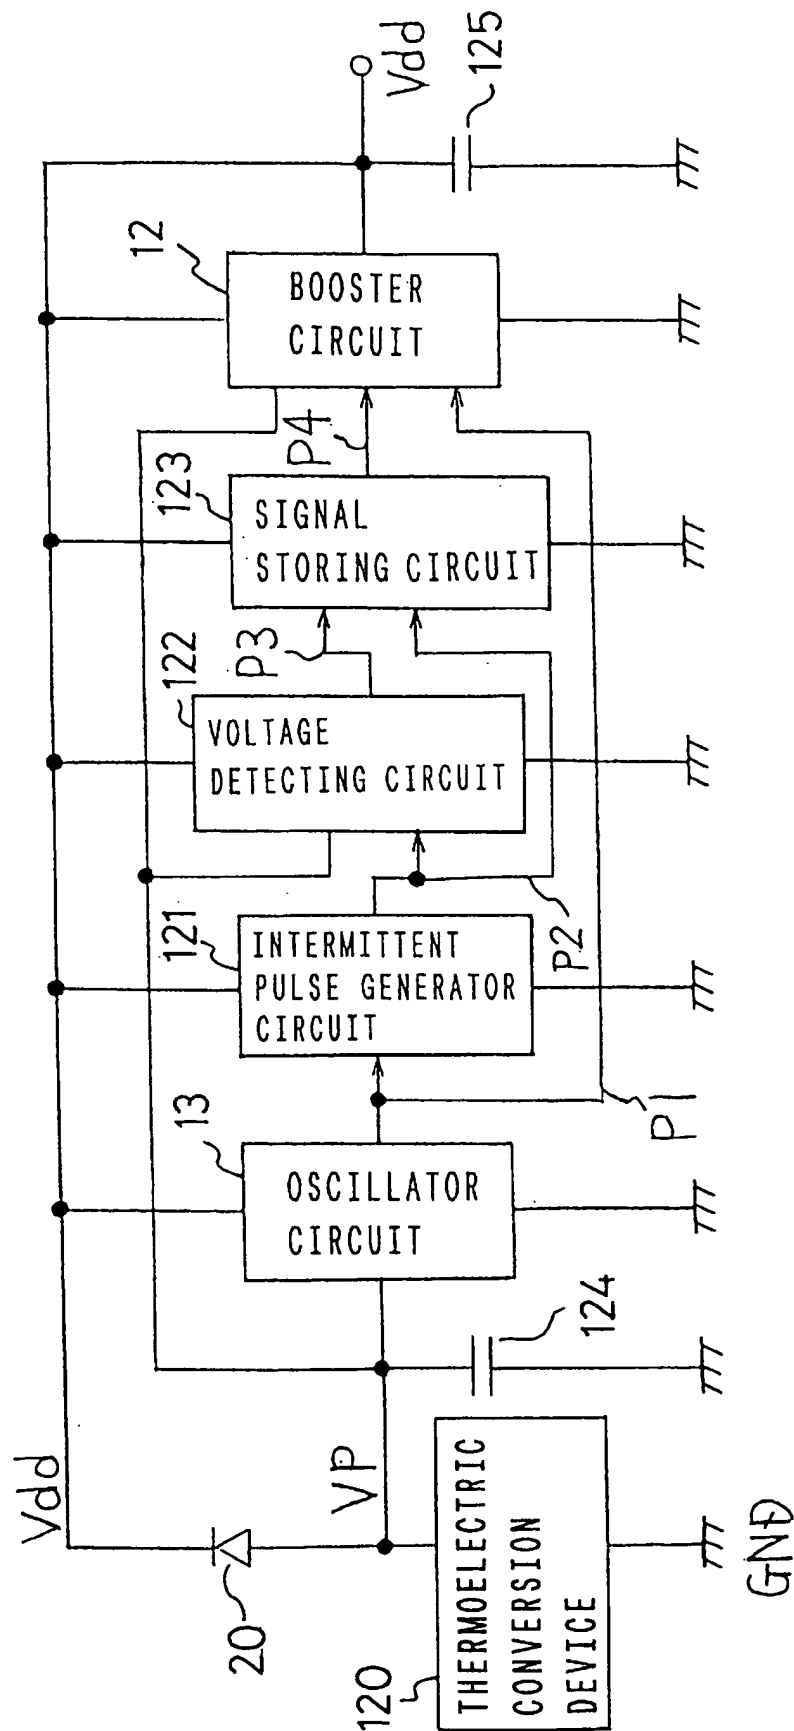 Vdd
20
VP
120
THERMOELECTRIC
CONVERSION
DEVICE
GND
124
13
OSCILLATOR
CIRCUIT
P1
121
INTERMITTENT
PULSE GENERATOR
CIRCUIT
P2
122
VOLTAGE
DETECTING CIRCUIT
P3
123
SIGNAL
STORING CIRCUIT
P4
12
BOOSTER
CIRCUIT
Vdd
125